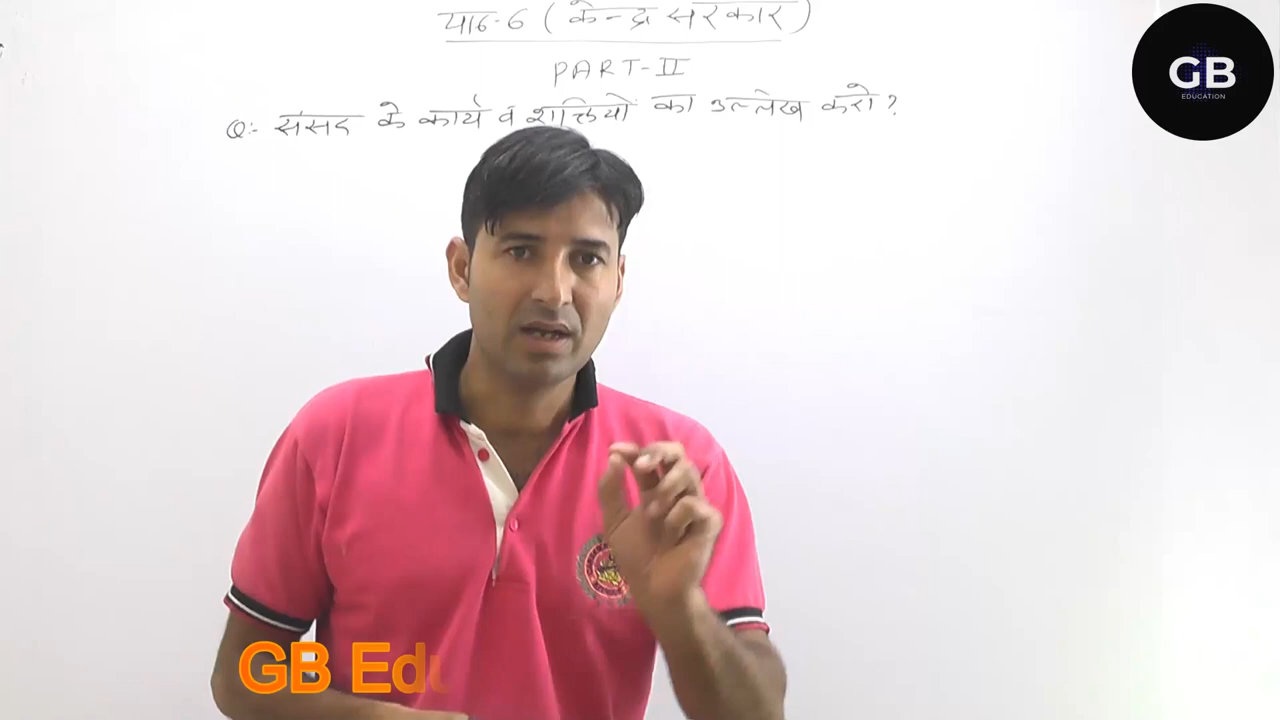 पाठ-6 (केन्द्र सरकार)
PART-II
Q:- संसद के कार्य व शक्तियों का उल्लेख करो?
GB
EDUCATION
GB Edu